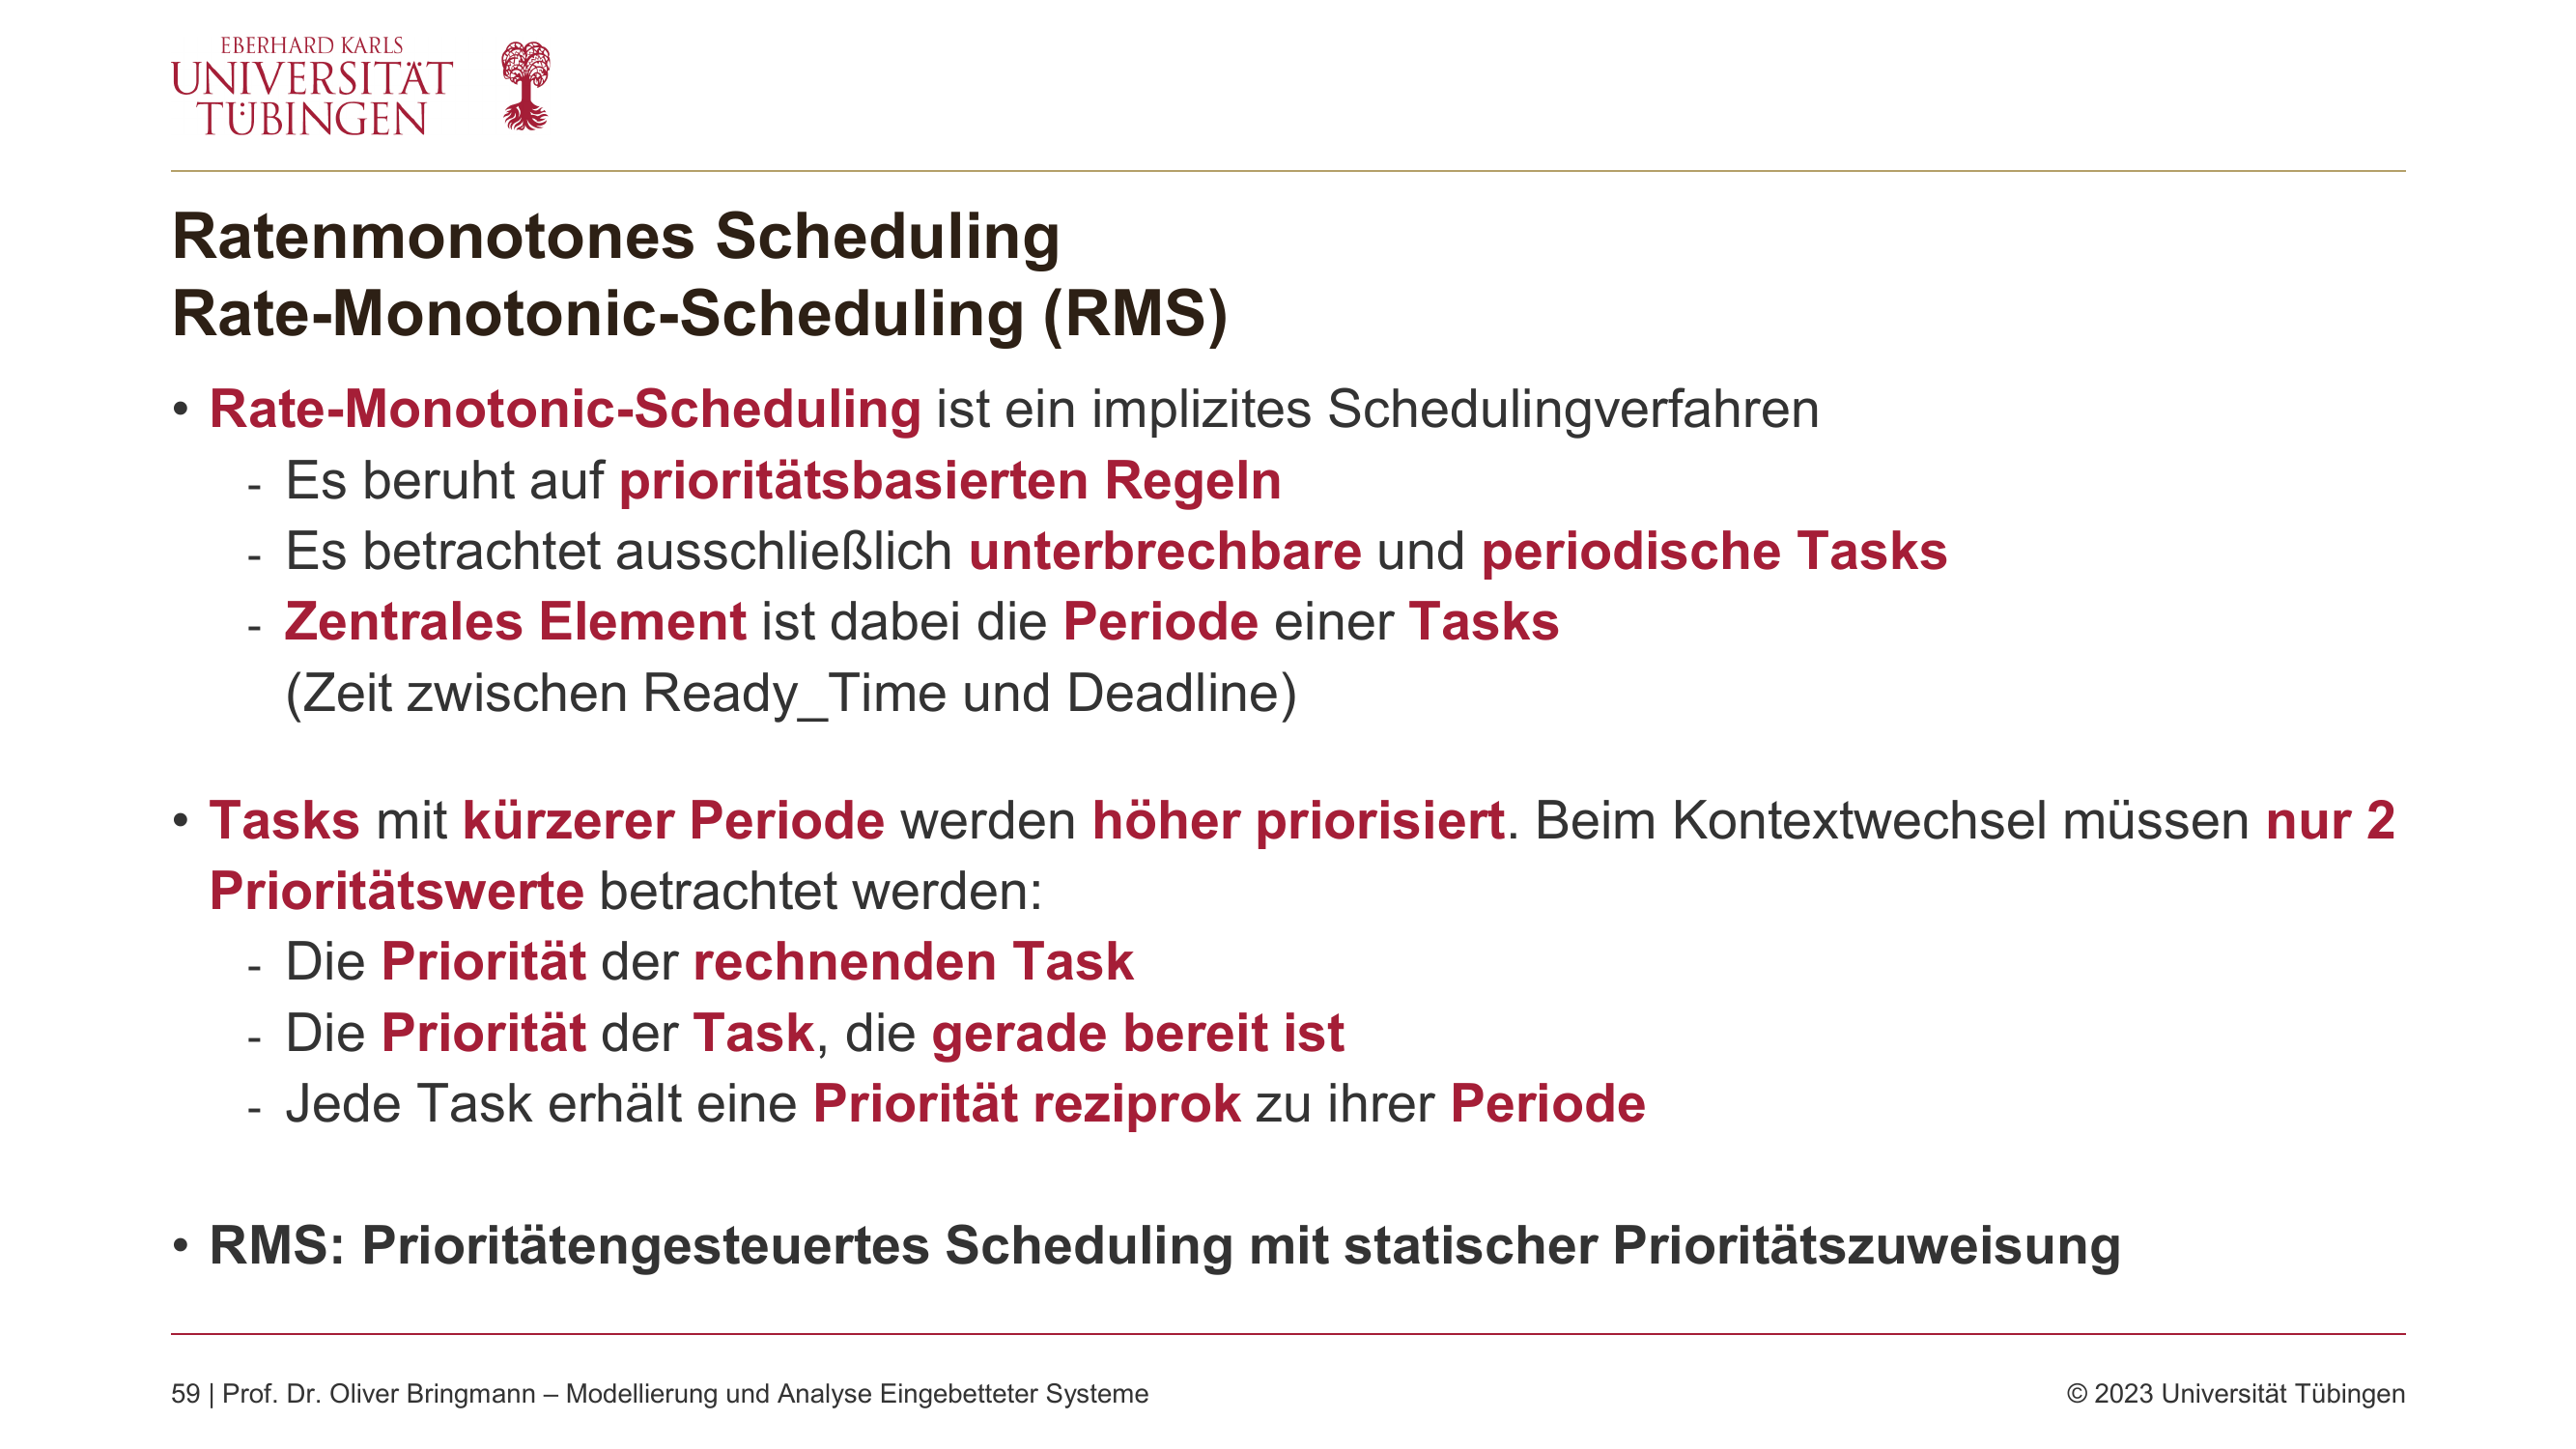 EBERHARD KARLS
UNIVERSITÄT
TÜBINGEN
Ratenmonotones Scheduling
Rate-Monotonic-Scheduling (RMS)
• Rate-Monotonic-Scheduling ist ein implizites Schedulingverfahren
- Es beruht auf prioritätsbasierten Regeln
- Es betrachtet ausschließlich unterbrechbare und periodische Tasks
- Zentrales Element ist dabei die Periode einer Tasks
(Zeit zwischen Ready_Time und Deadline)
• Tasks mit kürzerer Periode werden höher priorisiert. Beim Kontextwechsel müssen nur 2
Prioritätswerte betrachtet werden:
- Die Priorität der rechnenden Task
- Die Priorität der Task, die gerade bereit ist
- Jede Task erhält eine Priorität reziprok zu ihrer Periode
• RMS: Prioritätengesteuertes Scheduling mit statischer Prioritätszuweisung
59 | Prof. Dr. Oliver Bringmann – Modellierung und Analyse Eingebetteter Systeme
© 2023 Universität Tübingen